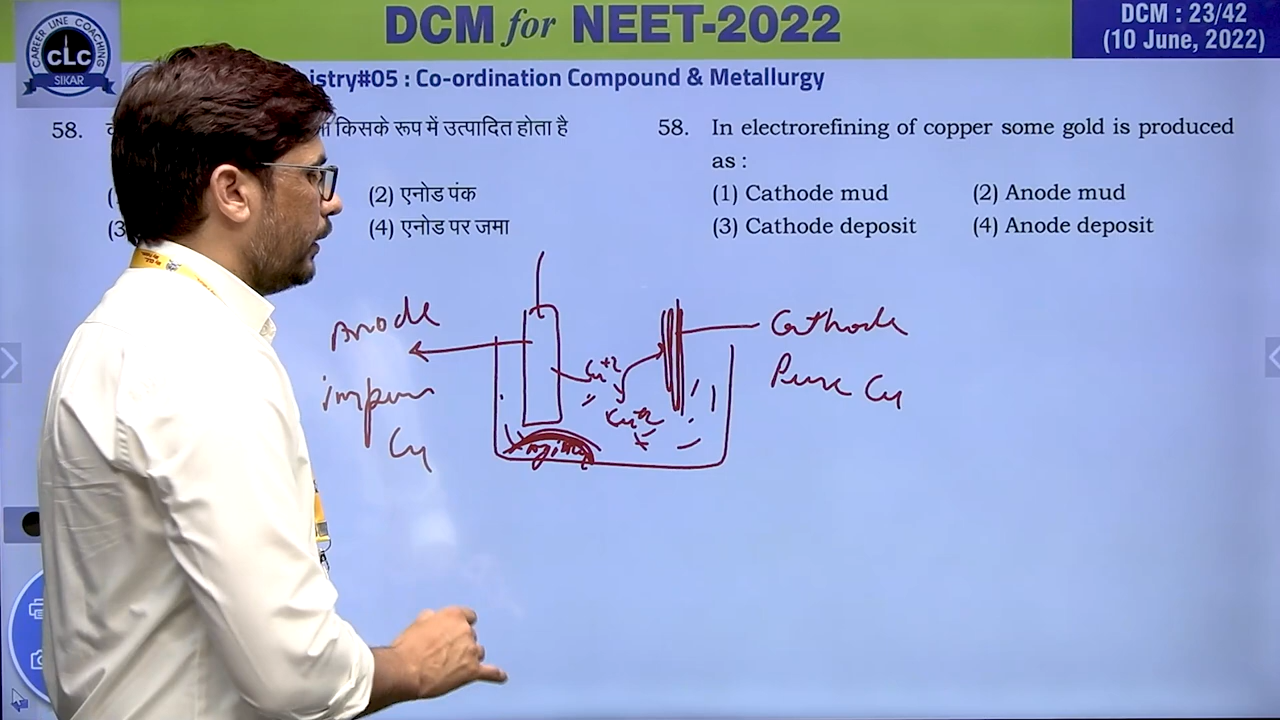 CAREER LINE COACHING
CLC
SIKAR
DCM for NEET-2022
DCM : 23/42
(10 June, 2022)
istry#05 : Co-ordination Compound & Metallurgy
58. किसके रूप में उत्पादित होता है
(2) एनोड पंक
(3
(4) एनोड पर जमा
58. In electrorefining of copper some gold is produced
as :
(1) Cathode mud (2) Anode mud
(3) Cathode deposit (4) Anode deposit
Anode
impure
Cu
Cu+2
Cu+2
Cathode
Pure Cu